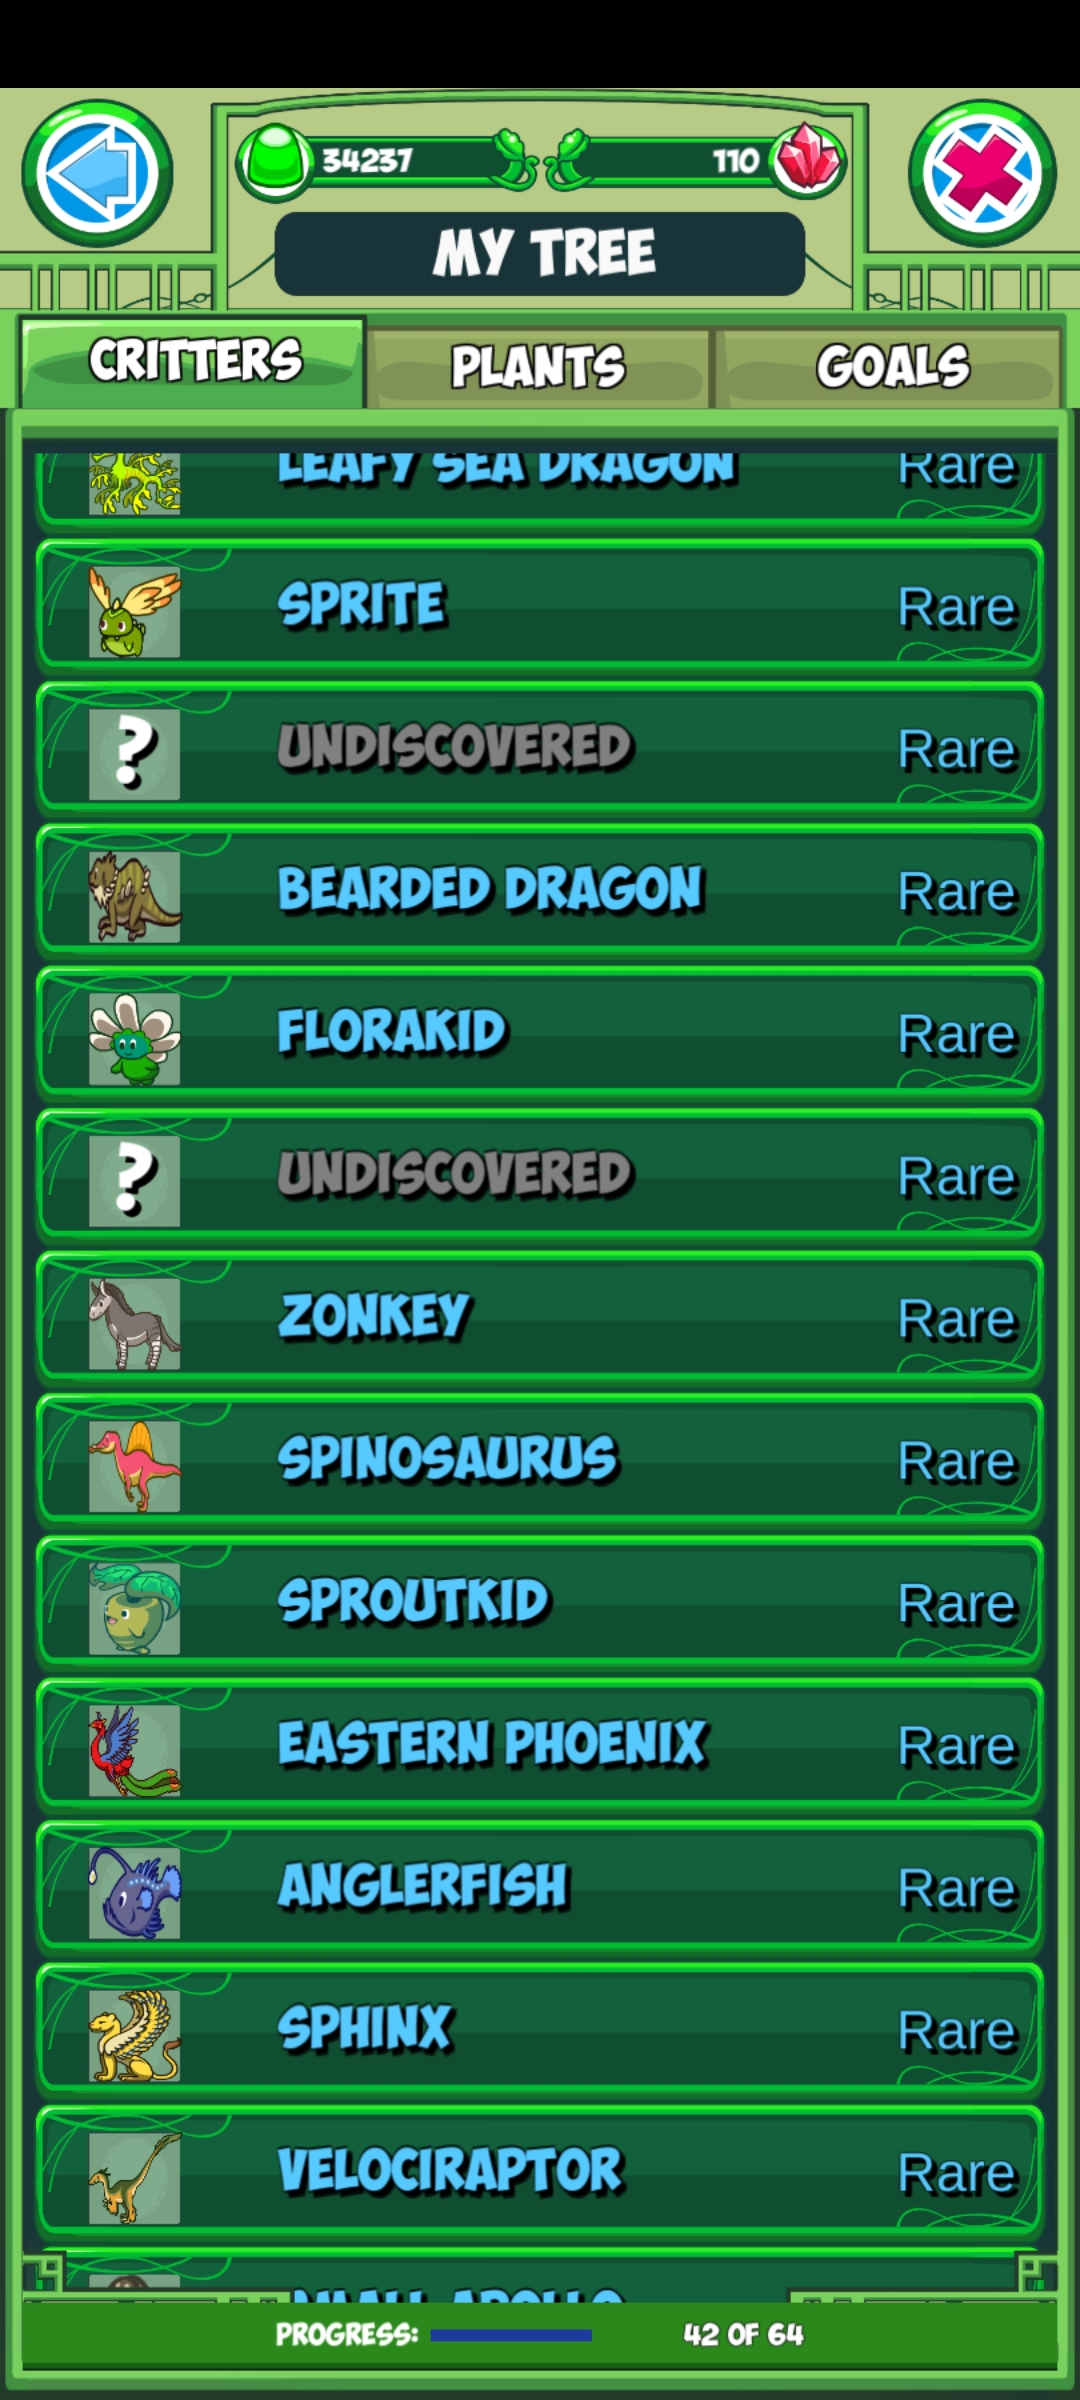 34237
110
MY TREE
CRITTERS
PLANTS
GOALS
LEAFY SEA DRAGON
Rare
SPRITE
Rare
?
UNDISCOVERED
Rare
BEARDED DRAGON
Rare
FLORAKID
Rare
?
UNDISCOVERED
Rare
ZONKEY
Rare
SPINOSAURUS
Rare
SPROUTKID
Rare
EASTERN PHOENIX
Rare
ANGLERFISH
Rare
SPHINX
Rare
VELOCIRAPTOR
Rare
PROGRESS:
42 OF 64